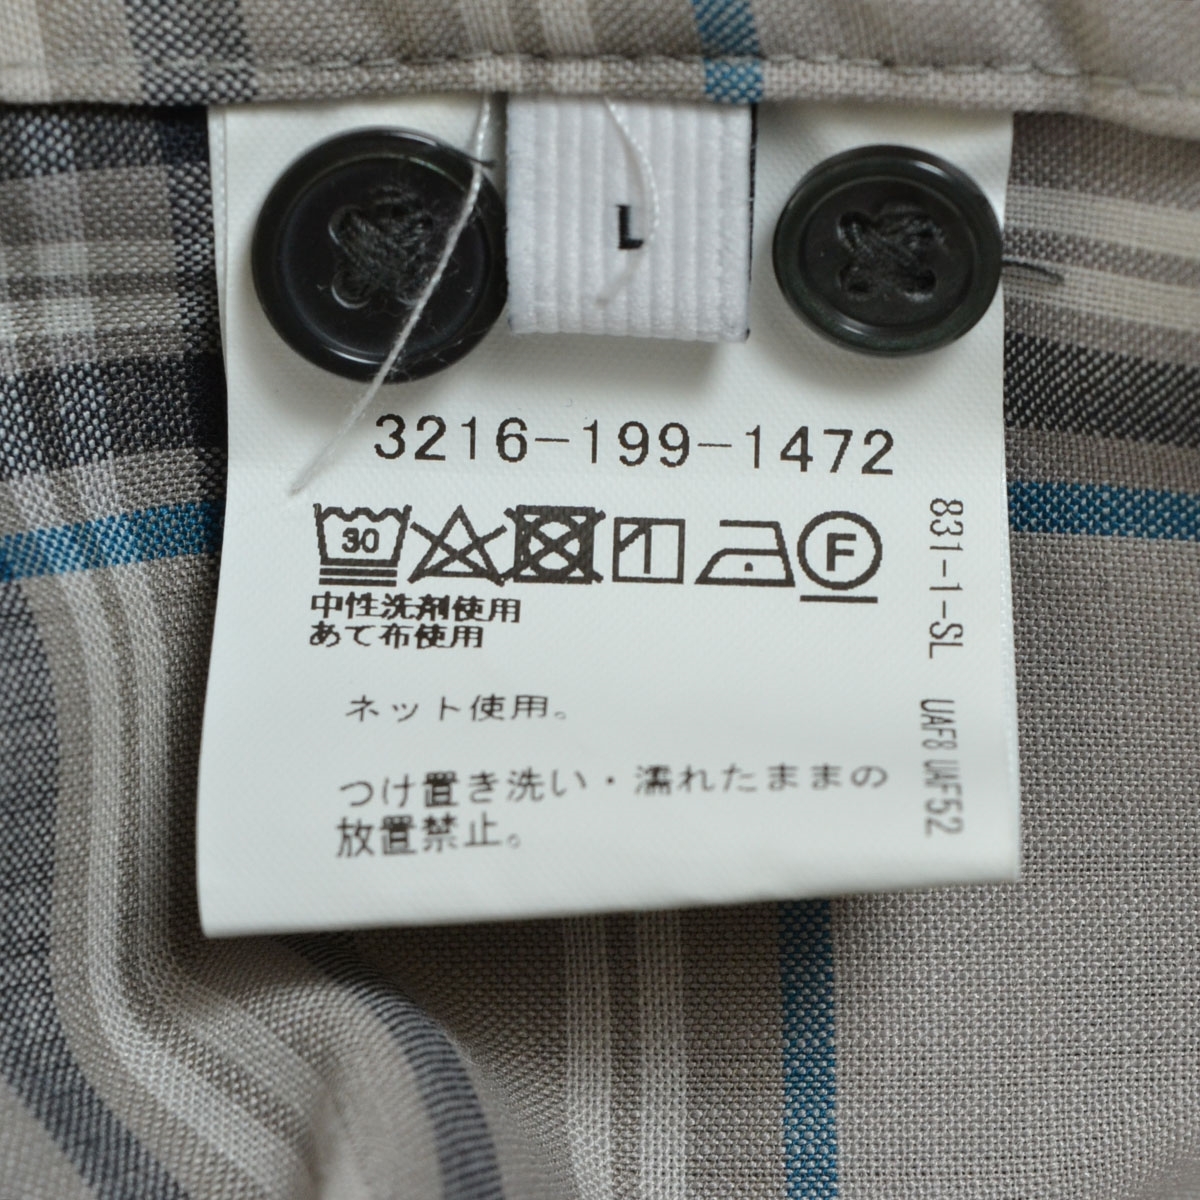 L
3216-199-1472
30 F
中性洗剤使用
あて布使用
ネット使用。
つけ置き洗い・濡れたままの
放置禁止。
831-1-SL UAF8 UAF52